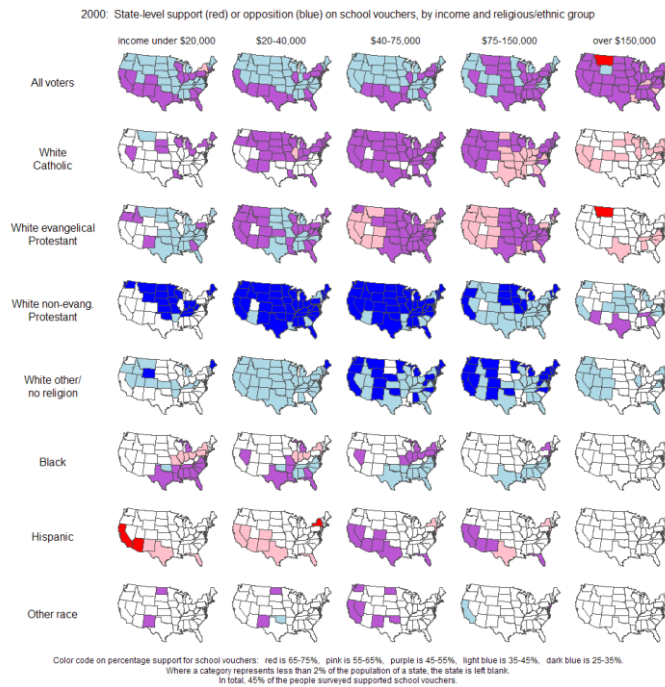 2000: State-level support (red) or opposition (blue) on school vouchers, by income and religious/ethnic group
income under $20,000 $20-40,000 $40-75,000 $75-150,000 over $150,000
All voters
White
Catholic
White evangelical
Protestant
White non-evang.
Protestant
White other/
no religion
Black
Hispanic
Other race
Color code on percentage support for school vouchers: red is 65-75%, pink is 55-65%, purple is 45-55%, light blue is 35-45%, dark blue is 25-35%.
Where a category represents less than 2% of the population of a state, the state is left blank.
In total, 45% of the people surveyed supported school vouchers.